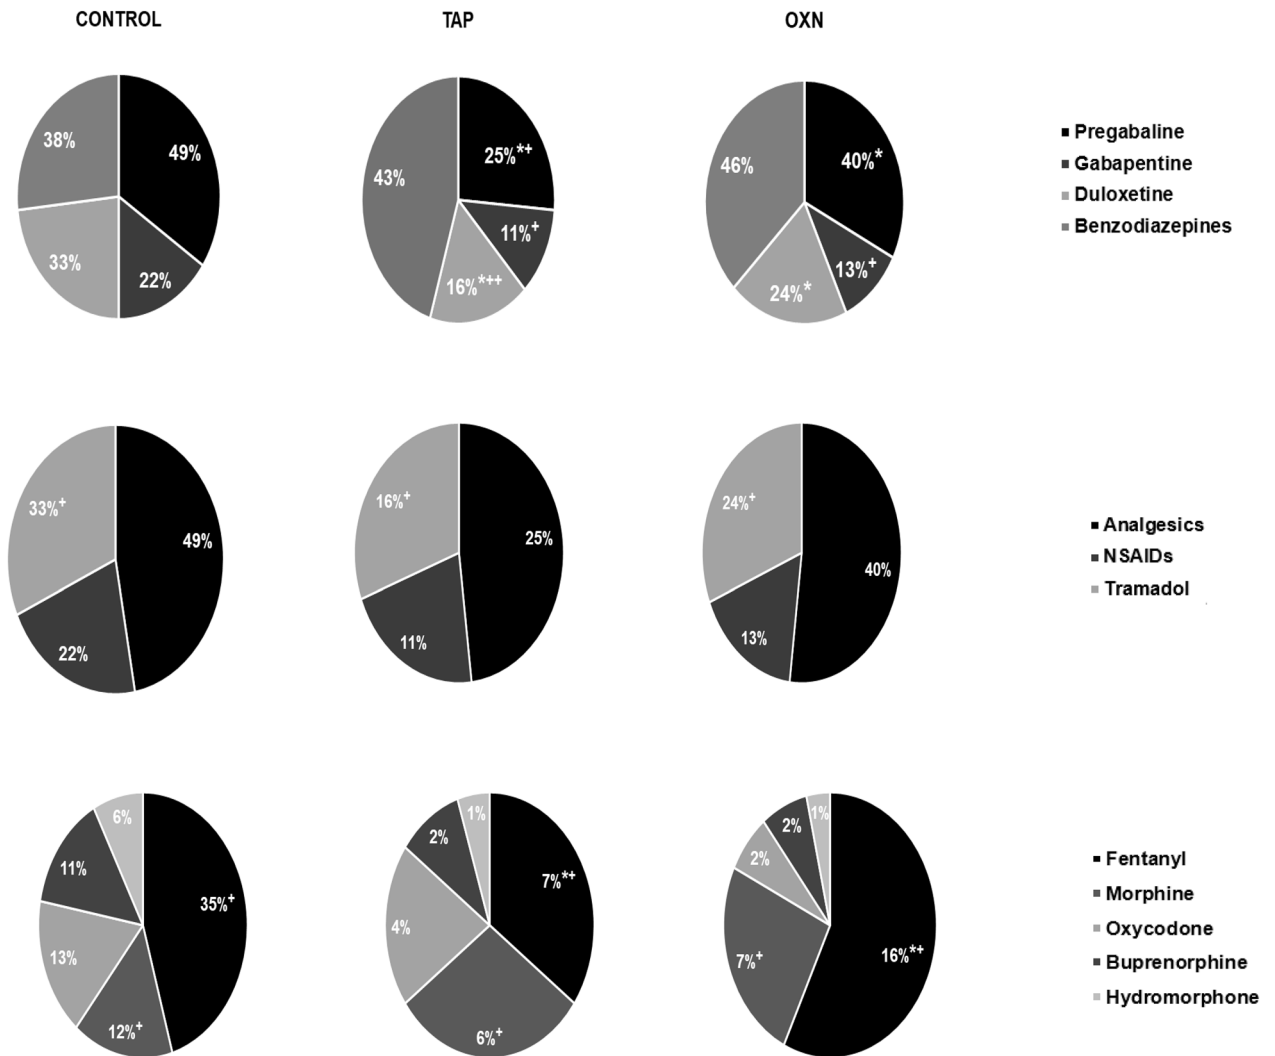 CONTROL TAP OXN
38% 49%
33% 22%
43% 25%*+
11%+
16%*++
46% 40%*
13%+
24%*
Pregabaline
Gabapentine
Duloxetine
Benzodiazepines
33%+ 49%
22%
16%+ 25%
11%
24%+ 40%
13%
Analgesics
NSAIDs
Tramadol
6%
11% 35%+
13%
12%+
1%
2% 7%*+
4%
6%+
1%
2%
2%
7%+ 16%*+
Fentanyl
Morphine
Oxycodone
Buprenorphine
Hydromorphone